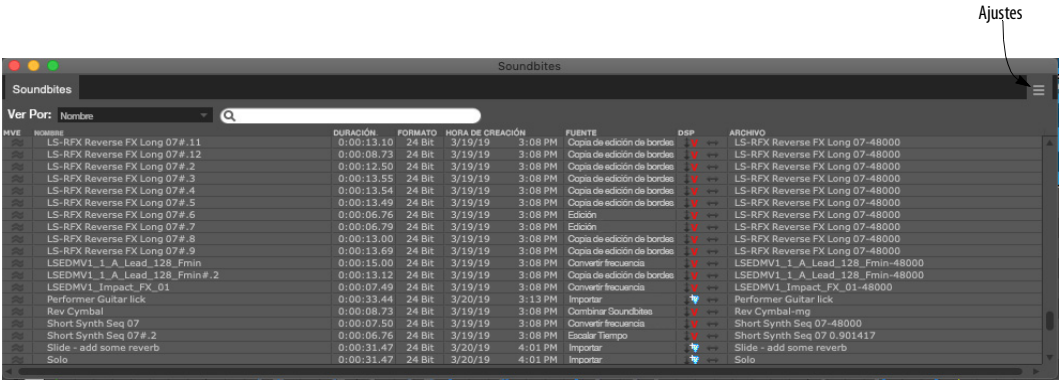 Ajustes
Soundbites
Soundbites
Ver Por: Nombre
MVE NOMBRE DURACIÓN FORMATO HORA DE CREACIÓN FUENTE DSP ARCHIVO
LS-RFX Reverse FX Long 07#.11 0:00:13.10 24 Bit 3/19/19 3:08 PM Copia de edición de bordes LS-RFX Reverse FX Long 07-48000
LS-RFX Reverse FX Long 07#.12 0:00:08.73 24 Bit 3/19/19 3:08 PM Copia de edición de bordes LS-RFX Reverse FX Long 07-48000
LS-RFX Reverse FX Long 07#.2 0:00:12.50 24 Bit 3/19/19 3:08 PM Copia de edición de bordes LS-RFX Reverse FX Long 07-48000
LS-RFX Reverse FX Long 07#.3 0:00:13.55 24 Bit 3/19/19 3:08 PM Copia de edición de bordes LS-RFX Reverse FX Long 07-48000
LS-RFX Reverse FX Long 07#.4 0:00:13.54 24 Bit 3/19/19 3:08 PM Copia de edición de bordes LS-RFX Reverse FX Long 07-48000
LS-RFX Reverse FX Long 07#.5 0:00:13.49 24 Bit 3/19/19 3:08 PM Copia de edición de bordes LS-RFX Reverse FX Long 07-48000
LS-RFX Reverse FX Long 07#.6 0:00:06.76 24 Bit 3/19/19 3:08 PM Edición LS-RFX Reverse FX Long 07-48000
LS-RFX Reverse FX Long 07#.7 0:00:06.79 24 Bit 3/19/19 3:08 PM Edición LS-RFX Reverse FX Long 07-48000
LS-RFX Reverse FX Long 07#.8 0:00:13.00 24 Bit 3/19/19 3:08 PM Copia de edición de bordes LS-RFX Reverse FX Long 07-48000
LS-RFX Reverse FX Long 07#.9 0:00:13.69 24 Bit 3/19/19 3:08 PM Copia de edición de bordes LS-RFX Reverse FX Long 07-48000
LSEDMV1_1_A_Lead_128_Fmin 0:00:15.00 24 Bit 3/19/19 3:08 PM Convertir frecuencia LSEDMV1_1_A_Lead_128_Fmin-48000
LSEDMV1_1_A_Lead_128_Fmin#.2 0:00:13.12 24 Bit 3/19/19 3:08 PM Copia de edición de bordes LSEDMV1_1_A_Lead_128_Fmin-48000
LSEDMV1_Impact_FX_01 0:00:07.49 24 Bit 3/19/19 3:08 PM Convertir frecuencia LSEDMV1_Impact_FX_01-48000
Performer Guitar lick 0:00:33.44 24 Bit 3/20/19 3:13 PM Importar Performer Guitar lick
Rev Cymbal 0:00:08.73 24 Bit 3/19/19 3:08 PM Combinar Soundbites Rev Cymbal-mg
Short Synth Seq 07 0:00:07.50 24 Bit 3/19/19 3:08 PM Convertir frecuencia Short Synth Seq 07-48000
Short Synth Seq 07#.2 0:00:06.76 24 Bit 3/19/19 3:08 PM Escalar Tiempo Short Synth Seq 07 0.901417
Slide - add some reverb 0:00:31.47 24 Bit 3/20/19 4:01 PM Importar Slide - add some reverb
Solo 0:00:31.47 24 Bit 3/20/19 4:01 PM Importar Solo